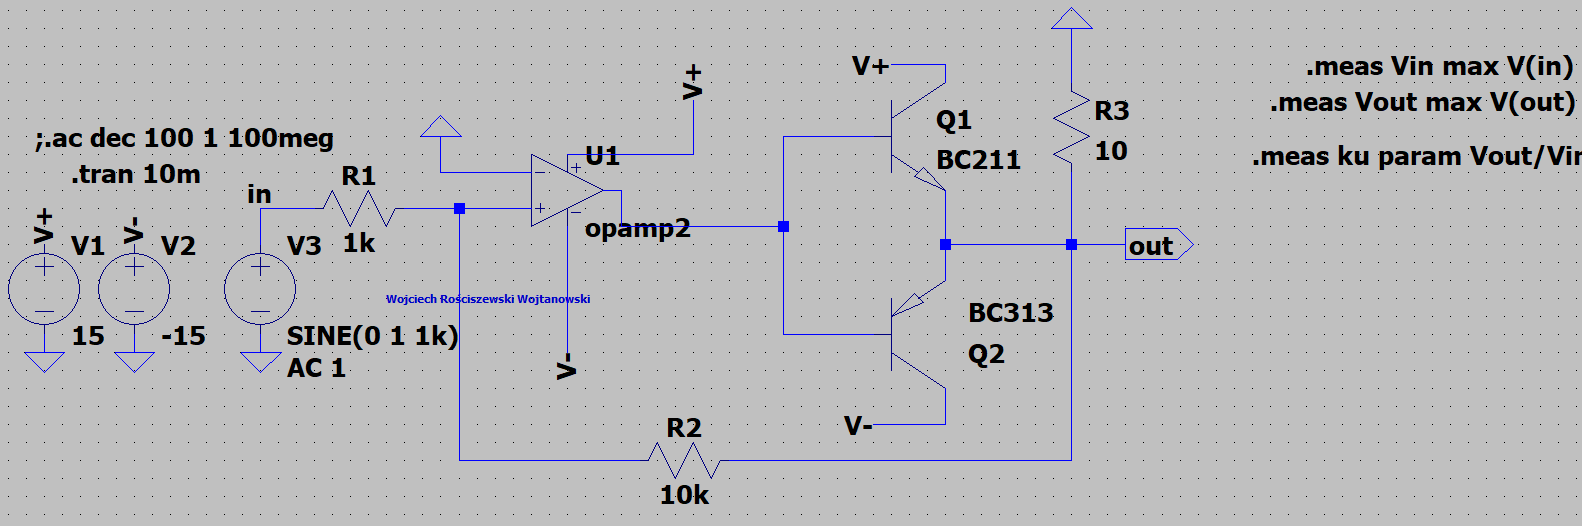 ;.ac dec 100 1 100meg
.tran 10m
V+
V1
15
V-
V2
-15
in
V3
SINE(0 1 1k)
AC 1
R1
1k
V+
U1
opamp2
V-
Wojciech Rościszewski Wojtanowski
R2
10k
V+
Q1
BC211
BC313
Q2
V-
R3
10
out
.meas Vin max V(in)
.meas Vout max V(out)
.meas ku param Vout/Vin